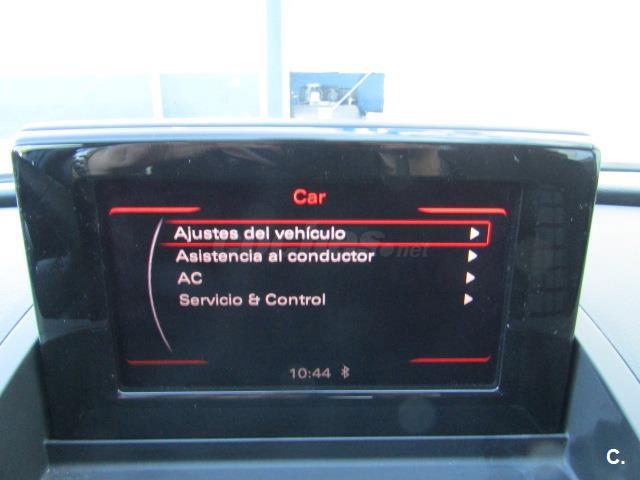 Car
Ajustes del vehículo
Asistencia al conductor
AC
Servicio & Control
10:44
C.